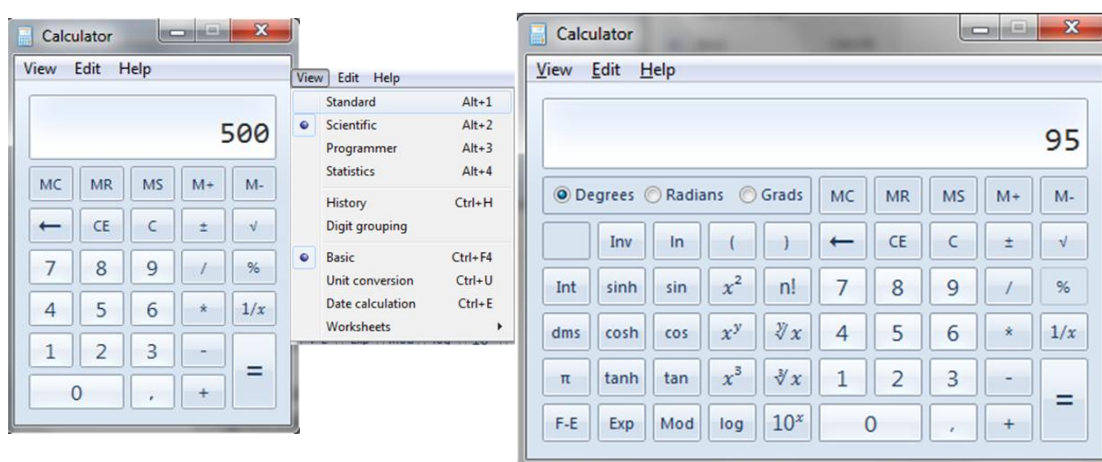 Calculator
View Edit Help
500
MC MR MS M+ M-
← CE C ± √
7 8 9 / %
4 5 6 * 1/x
1 2 3 -
0 , + =
View Edit Help
Standard Alt+1
Scientific Alt+2
Programmer Alt+3
Statistics Alt+4
History Ctrl+H
Digit grouping
Basic Ctrl+F4
Unit conversion Ctrl+U
Date calculation Ctrl+E
Worksheets
Calculator
View Edit Help
95
Degrees Radians Grads MC MR MS M+ M-
Inv ln ( ) ← CE C ± √
Int sinh sin x² n! 7 8 9 / %
dms cosh cos xʸ ʸ√x 4 5 6 * 1/x
π tanh tan x³ ³√x 1 2 3 -
F-E Exp Mod log 10ˣ 0 , + =